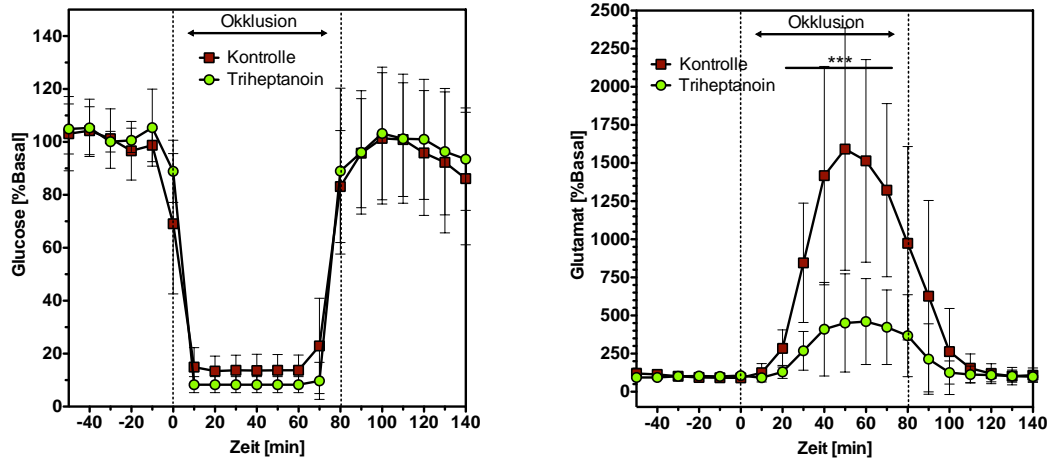 Okklusion
Kontrolle
Triheptanoin
Glucose [%Basal]
140
120
100
80
60
40
20
0
-40 -20 0 20 40 60 80 100 120 140
Zeit [min]
Okklusion
***
Kontrolle
Triheptanoin
Glutamat [%Basal]
2500
2250
2000
1750
1500
1250
1000
750
500
250
0
-40 -20 0 20 40 60 80 100 120 140
Zeit [min]